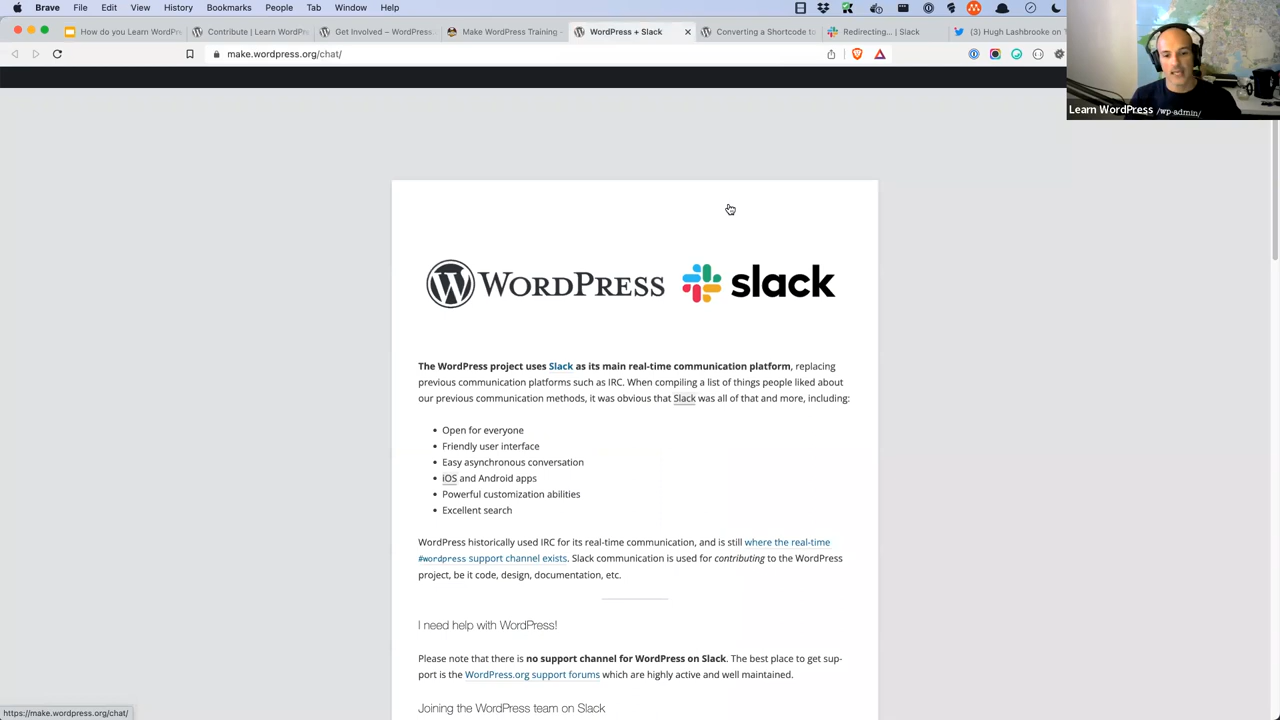 Brave File Edit View History Bookmarks People Tab Window Help
How do you Learn WordPr
Contribute | Learn WordPre
Get Involved – WordPress.
Make WordPress Training -
WordPress + Slack
Converting a Shortcode to
Redirecting... | Slack
(3) Hugh Lashbrooke on
make.wordpress.org/chat/
Learn WordPress /wp-admin/
WORDPRESS slack
The WordPress project uses Slack as its main real-time communication platform, replacing
previous communication platforms such as IRC. When compiling a list of things people liked about
our previous communication methods, it was obvious that Slack was all of that and more, including:
• Open for everyone
• Friendly user interface
• Easy asynchronous conversation
• iOS and Android apps
• Powerful customization abilities
• Excellent search
WordPress historically used IRC for its real-time communication, and is still where the real-time
#wordpress support channel exists. Slack communication is used for contributing to the WordPress
project, be it code, design, documentation, etc.
I need help with WordPress!
Please note that there is no support channel for WordPress on Slack. The best place to get sup-
port is the WordPress.org support forums which are highly active and well maintained.
Joining the WordPress team on Slack
https://make.wordpress.org/chat/